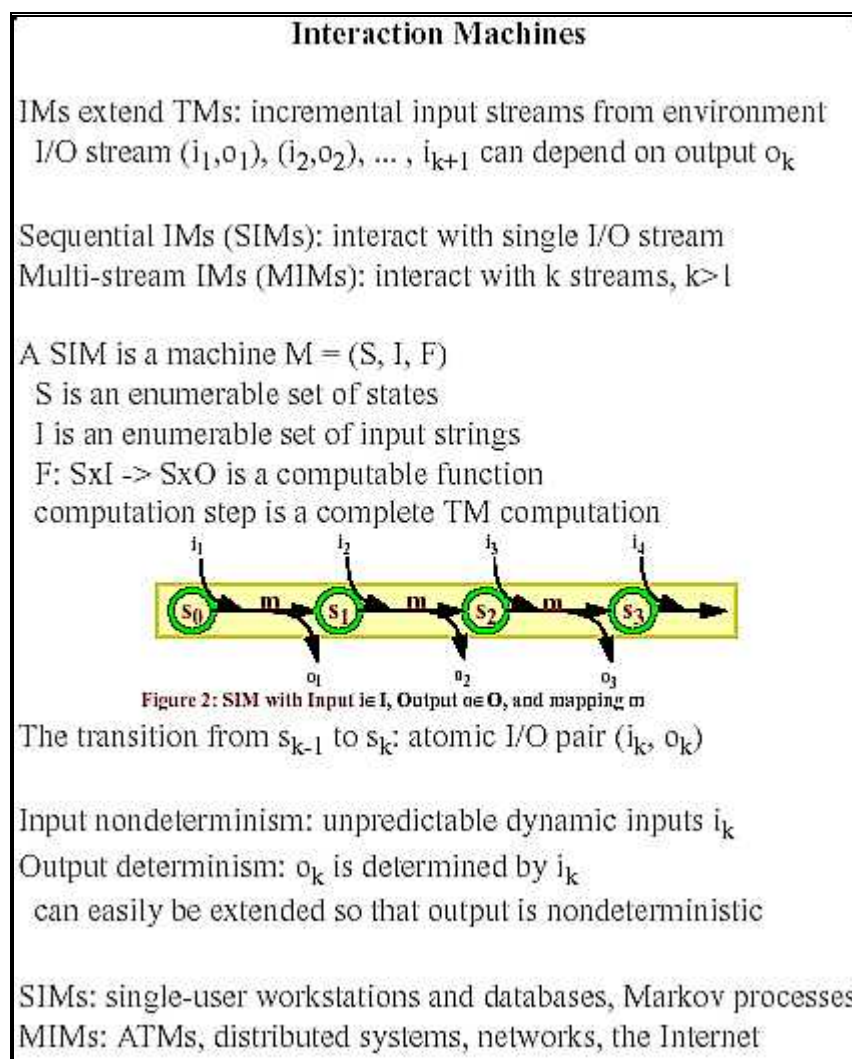 Interaction Machines
IMs extend TMs: incremental input streams from environment
I/O stream (i1,o1), (i2,o2), ... , ik+1 can depend on output ok
Sequential IMs (SIMs): interact with single I/O stream
Multi-stream IMs (MIMs): interact with k streams, k>1
A SIM is a machine M = (S, I, F)
S is an enumerable set of states
I is an enumerable set of input strings
F: SxI -> SxO is a computable function
computation step is a complete TM computation
i1 i2 i3 i4
s0 m s1 m s2 m s3
o1 o2 o3
Figure 2: SIM with Input i∈I, Output o∈O, and mapping m
The transition from sk-1 to sk: atomic I/O pair (ik, ok)
Input nondeterminism: unpredictable dynamic inputs ik
Output determinism: ok is determined by ik
can easily be extended so that output is nondeterministic
SIMs: single-user workstations and databases, Markov processes
MIMs: ATMs, distributed systems, networks, the Internet